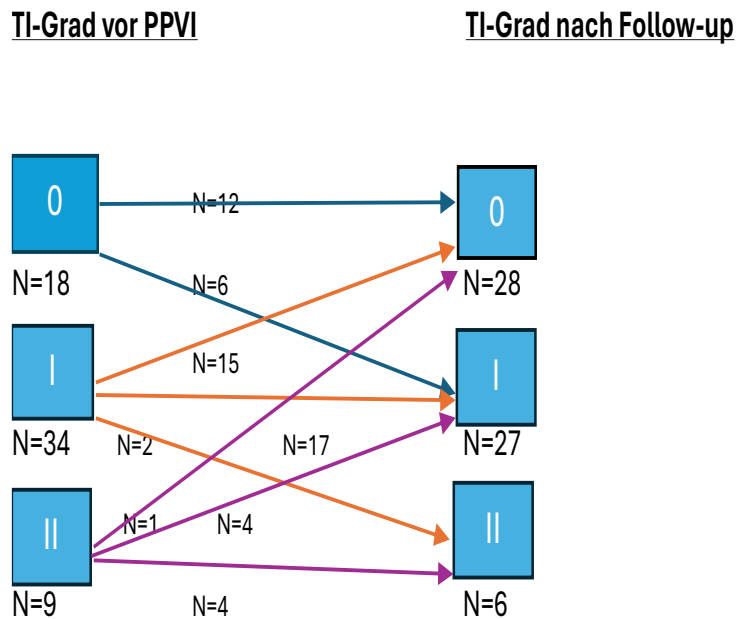 TI-Grad vor PPVI
TI-Grad nach Follow-up
0
N=12
0
N=18
N=6
N=28
I
N=15
I
N=34
N=2
N=17
N=27
II
N=1
N=4
II
N=9
N=4
N=6